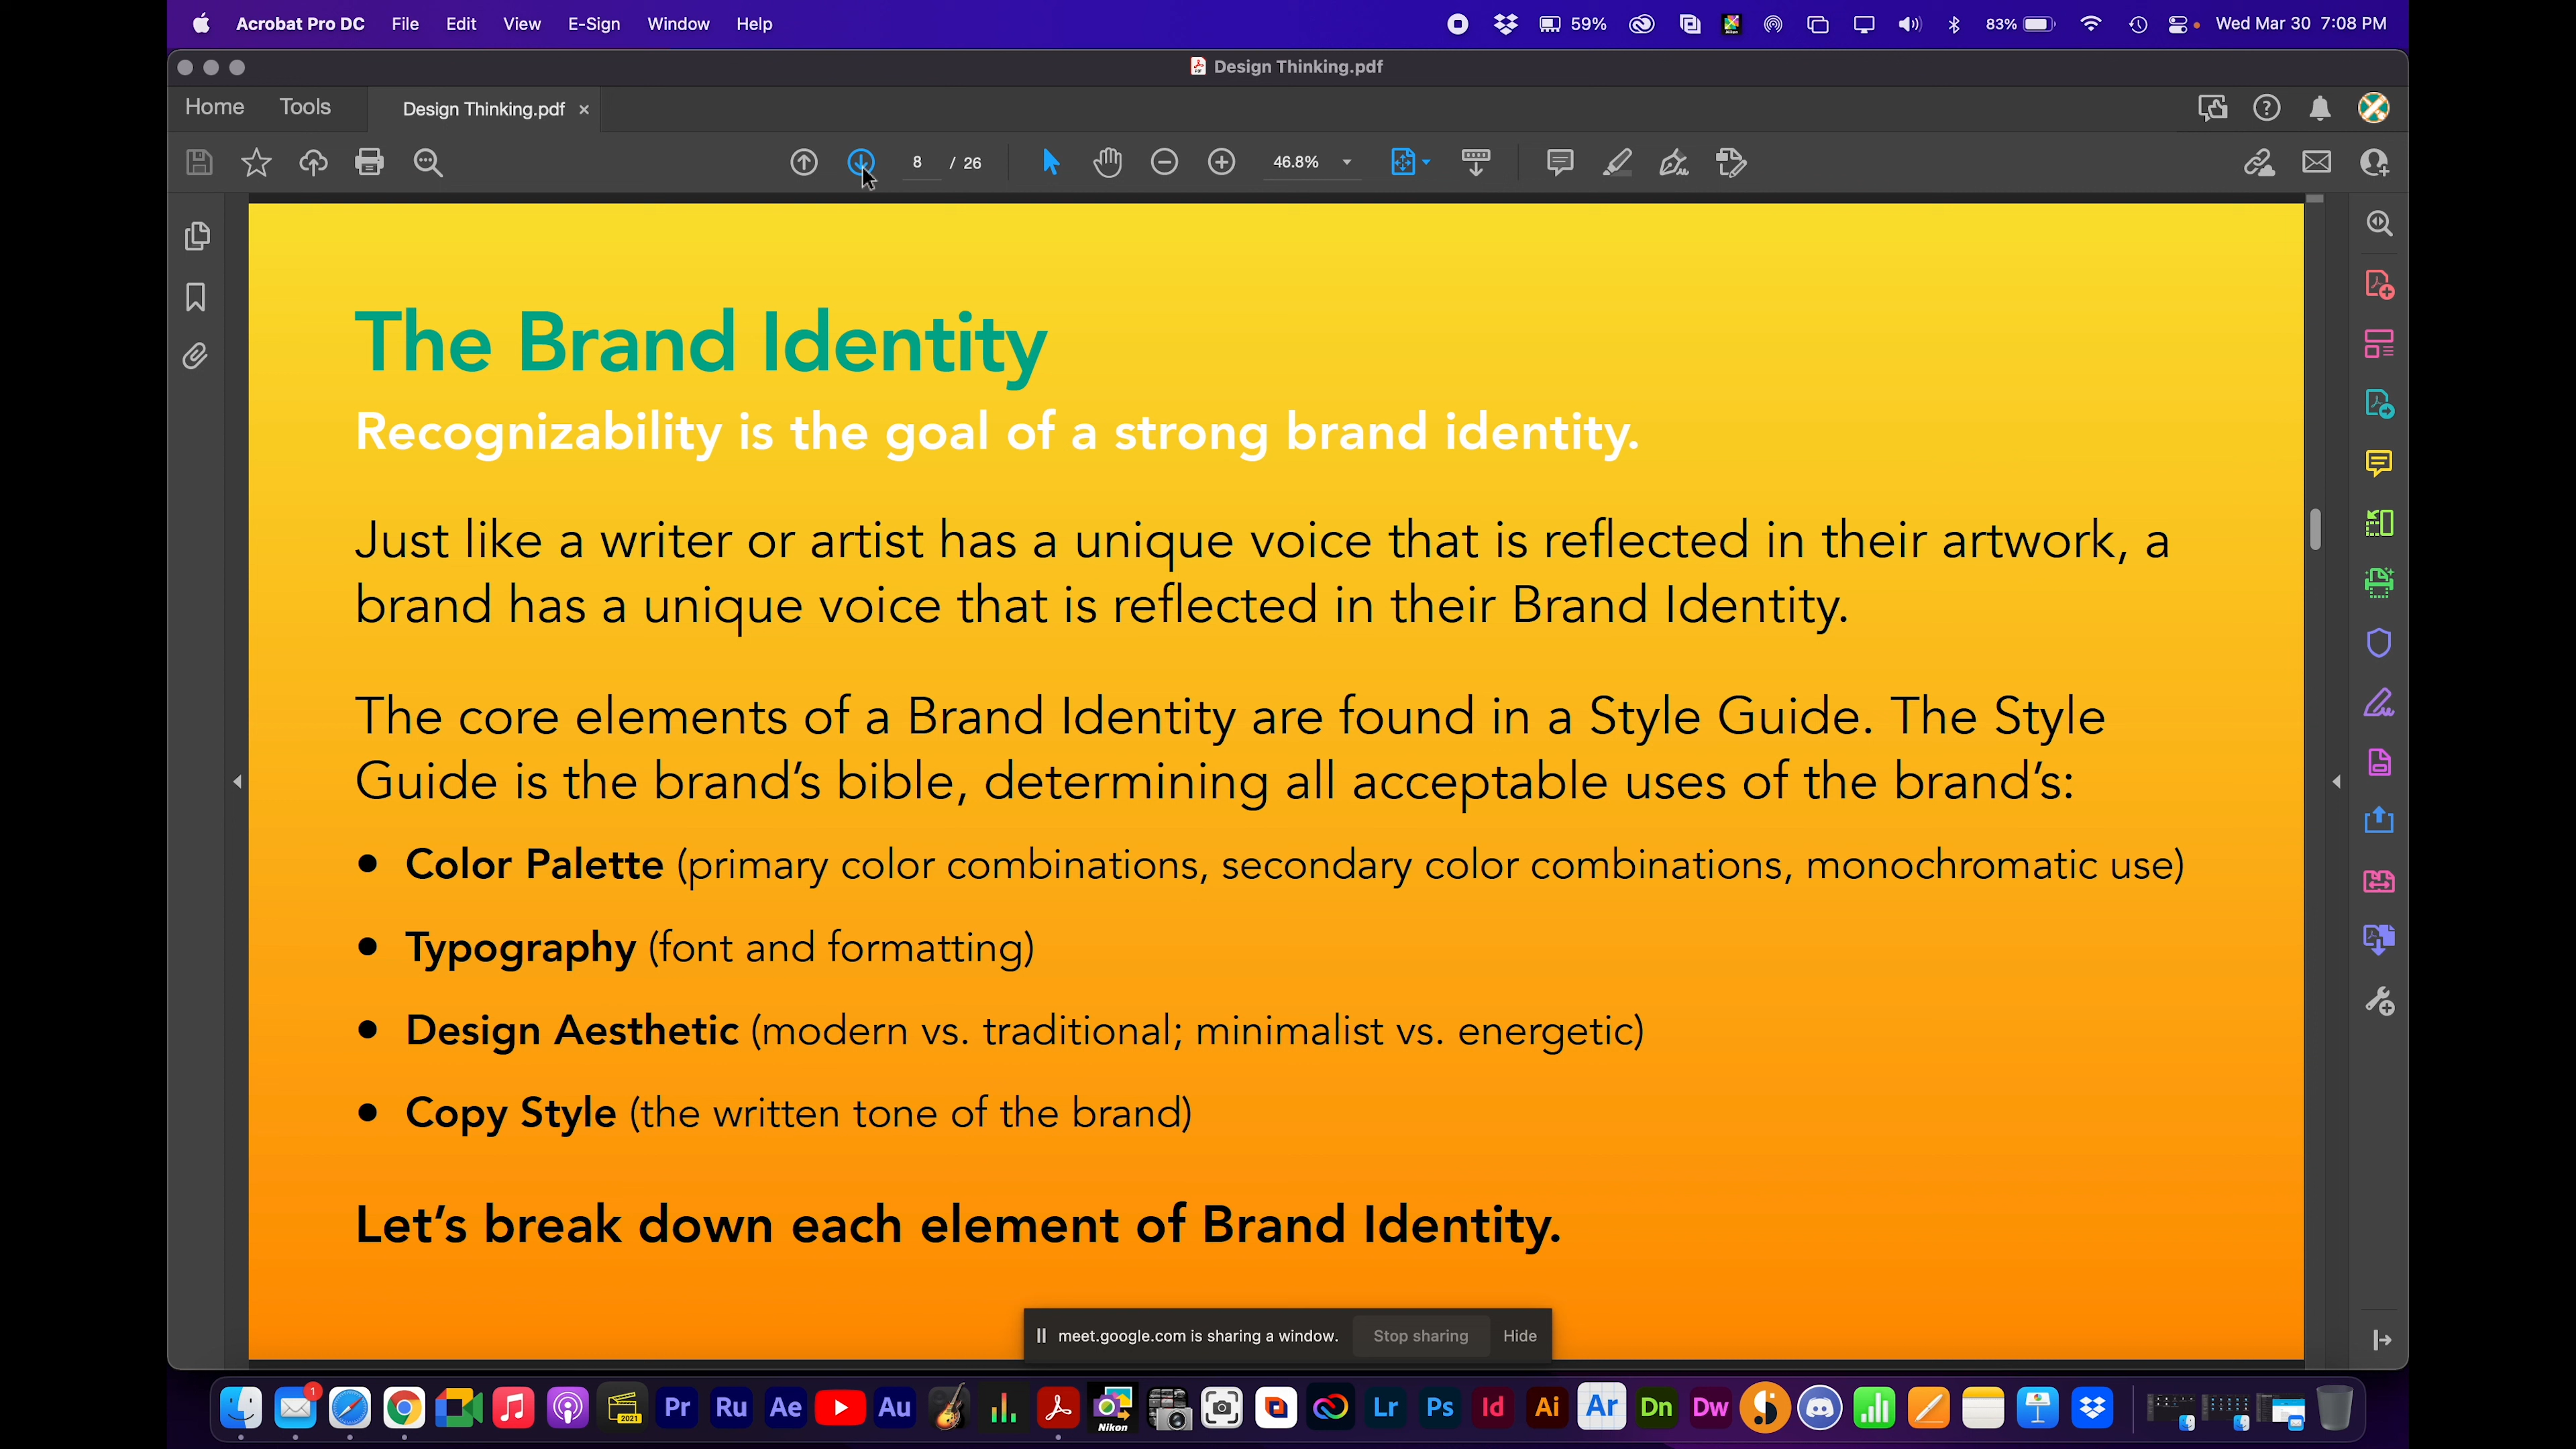 Acrobat Pro DC File Edit View E-Sign Window Help 59% 83% Wed Mar 30 7:08 PM
Design Thinking.pdf
Home Tools Design Thinking.pdf ×
8 / 26 46.8%
The Brand Identity
Recognizability is the goal of a strong brand identity.
Just like a writer or artist has a unique voice that is reflected in their artwork, a
brand has a unique voice that is reflected in their Brand Identity.
The core elements of a Brand Identity are found in a Style Guide. The Style
Guide is the brand’s bible, determining all acceptable uses of the brand’s:
• Color Palette (primary color combinations, secondary color combinations, monochromatic use)
• Typography (font and formatting)
• Design Aesthetic (modern vs. traditional; minimalist vs. energetic)
• Copy Style (the written tone of the brand)
Let’s break down each element of Brand Identity.
meet.google.com is sharing a window. Stop sharing Hide
1 2021 Pr Ru Ae Au Nikon Lr Ps Id Ai Ar Dn Dw